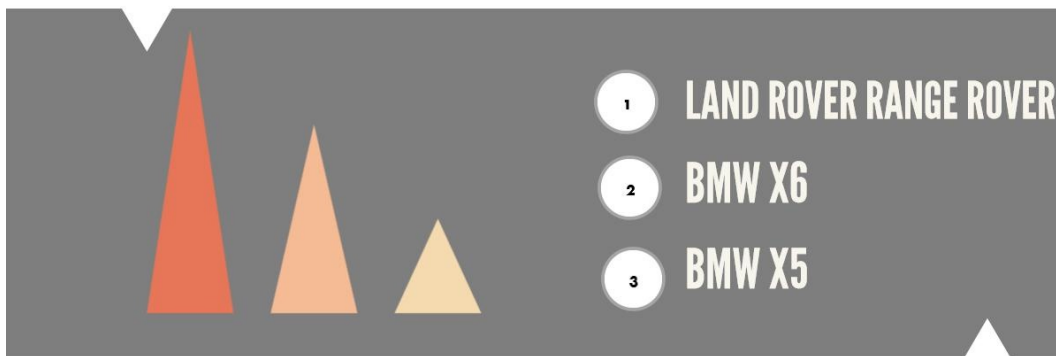 1 LAND ROVER RANGE ROVER
2 BMW X6
3 BMW X5